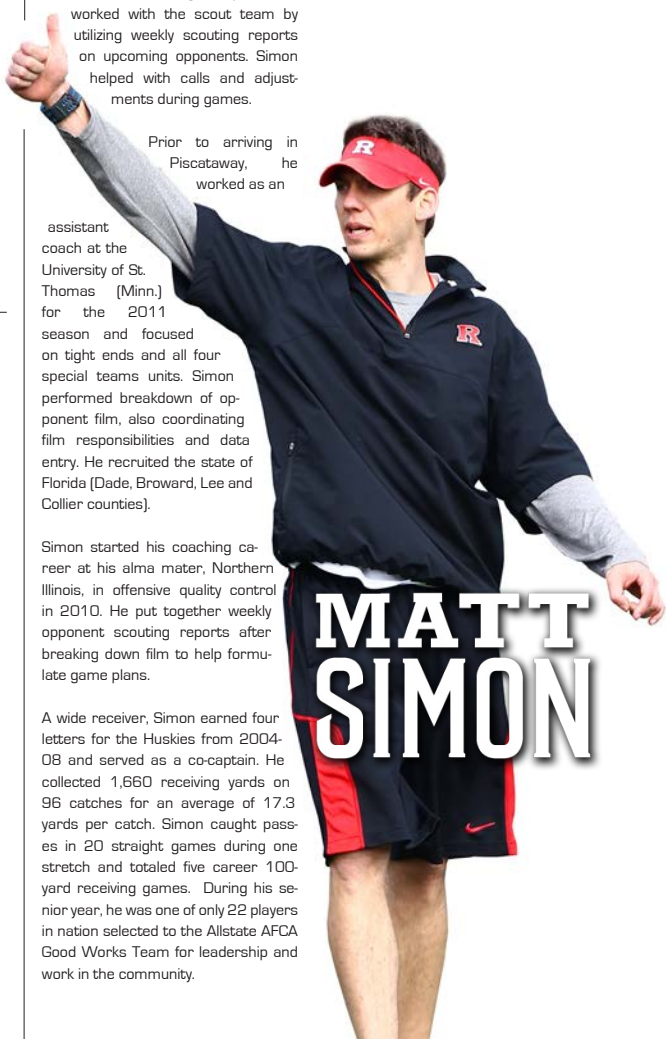 worked with the scout team by
utilizing weekly scouting reports
on upcoming opponents. Simon
helped with calls and adjust-
ments during games.
Prior to arriving in
Piscataway, he
worked as an
assistant
coach at the
University of St.
Thomas (Minn.)
for the 2011
season and focused
on tight ends and all four
special teams units. Simon
performed breakdown of op-
ponent film, also coordinating
film responsibilities and data
entry. He recruited the state of
Florida (Dade, Broward, Lee and
Collier counties).
Simon started his coaching ca-
reer at his alma mater, Northern
Illinois, in offensive quality control
in 2010. He put together weekly
opponent scouting reports after
breaking down film to help formu-
late game plans.
A wide receiver, Simon earned four
letters for the Huskies from 2004-
08 and served as a co-captain. He
collected 1,660 receiving yards on
96 catches for an average of 17.3
yards per catch. Simon caught pass-
es in 20 straight games during one
stretch and totaled five career 100-
yard receiving games. During his se-
nior year, he was one of only 22 players
in nation selected to the Allstate AFCA
Good Works Team for leadership and
work in the community.
R
R
MATT
SIMON